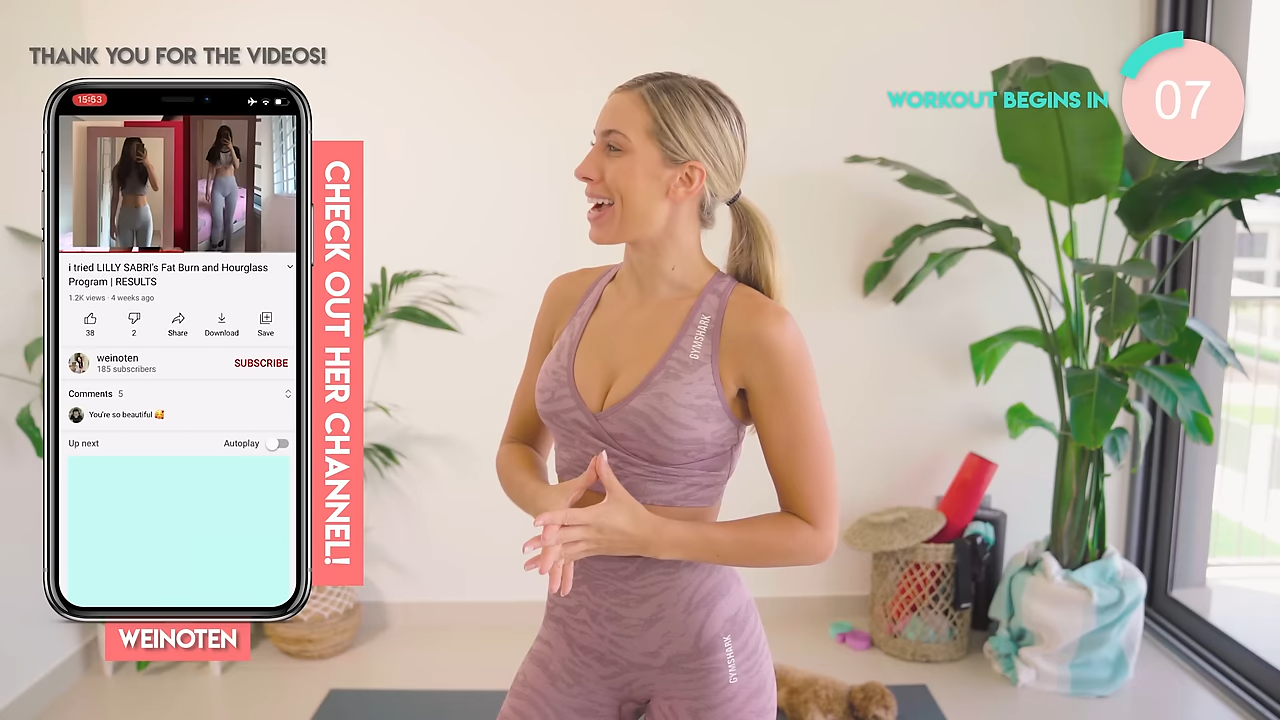 THANK YOU FOR THE VIDEOS!
15:53
i tried LILLY SABRI's Fat Burn and Hourglass
Program | RESULTS
1.2K views · 4 weeks ago
38
2
Share
Download
Save
weinoten
185 subscribers
SUBSCRIBE
Comments 5
You're so beautiful 🥰
Up next
Autoplay
WEINOTEN
CHECK OUT HER CHANNEL!
WORKOUT BEGINS IN
07
GYMSHARK
GYMSHARK